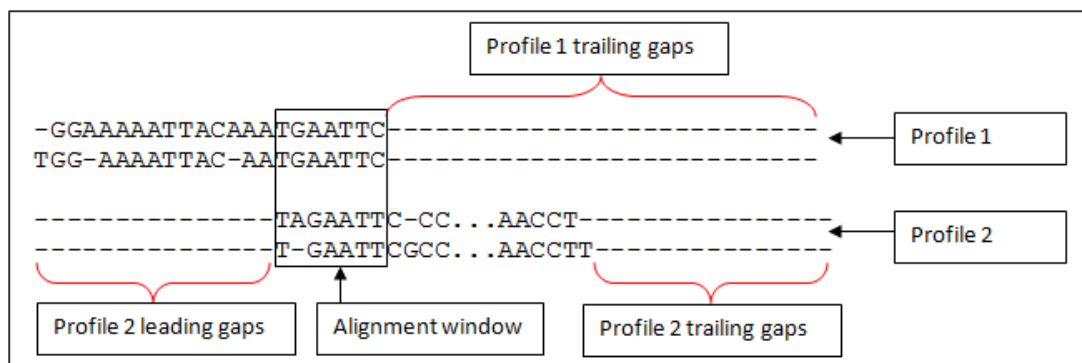 Profile 1 trailing gaps
-GGAAAAATTACAAATGAATTC---------------------------
Profile 1
TGG-AAAATTAC-AATGAATTC---------------------------
---------------TAGAATTC-CC...AACCT----------------
Profile 2
---------------T-GAATTCGCC...AACCTT---------------
Profile 2 leading gaps
Alignment window
Profile 2 trailing gaps